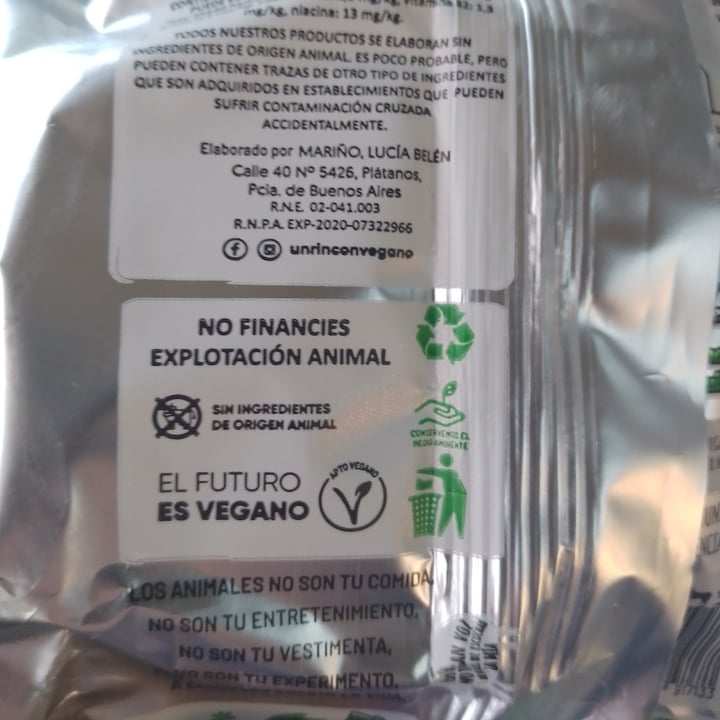 mg/kg, niacina: 13 mg/kg.
TODOS NUESTROS PRODUCTOS SE ELABORAN SIN
INGREDIENTES DE ORIGEN ANIMAL. ES POCO PROBABLE, PERO
PUEDEN CONTENER TRAZAS DE OTRO TIPO DE INGREDIENTES
QUE SON ADQUIRIDOS EN ESTABLECIMIENTOS QUE PUEDEN
SUFRIR CONTAMINACIÓN CRUZADA
ACCIDENTALMENTE.
Elaborado por MARIÑO, LUCÍA BELÉN
Calle 40 Nº 5426, Plátanos,
Pcia. de Buenos Aires
R.N.E. 02-041.003
R.N.P.A. EXP-2020-07322966
unrinconvegano
NO FINANCIES
EXPLOTACIÓN ANIMAL
SIN INGREDIENTES
DE ORIGEN ANIMAL
CONSERVEMOS EL
MEDIO AMBIENTE
EL FUTURO
ES VEGANO
APTO VEGANO
LOS ANIMALES NO SON TU COMIDA,
NO SON TU ENTRETENIMIENTO,
NO SON TU VESTIMENTA,
NO SON TU EXPERIMENTO.